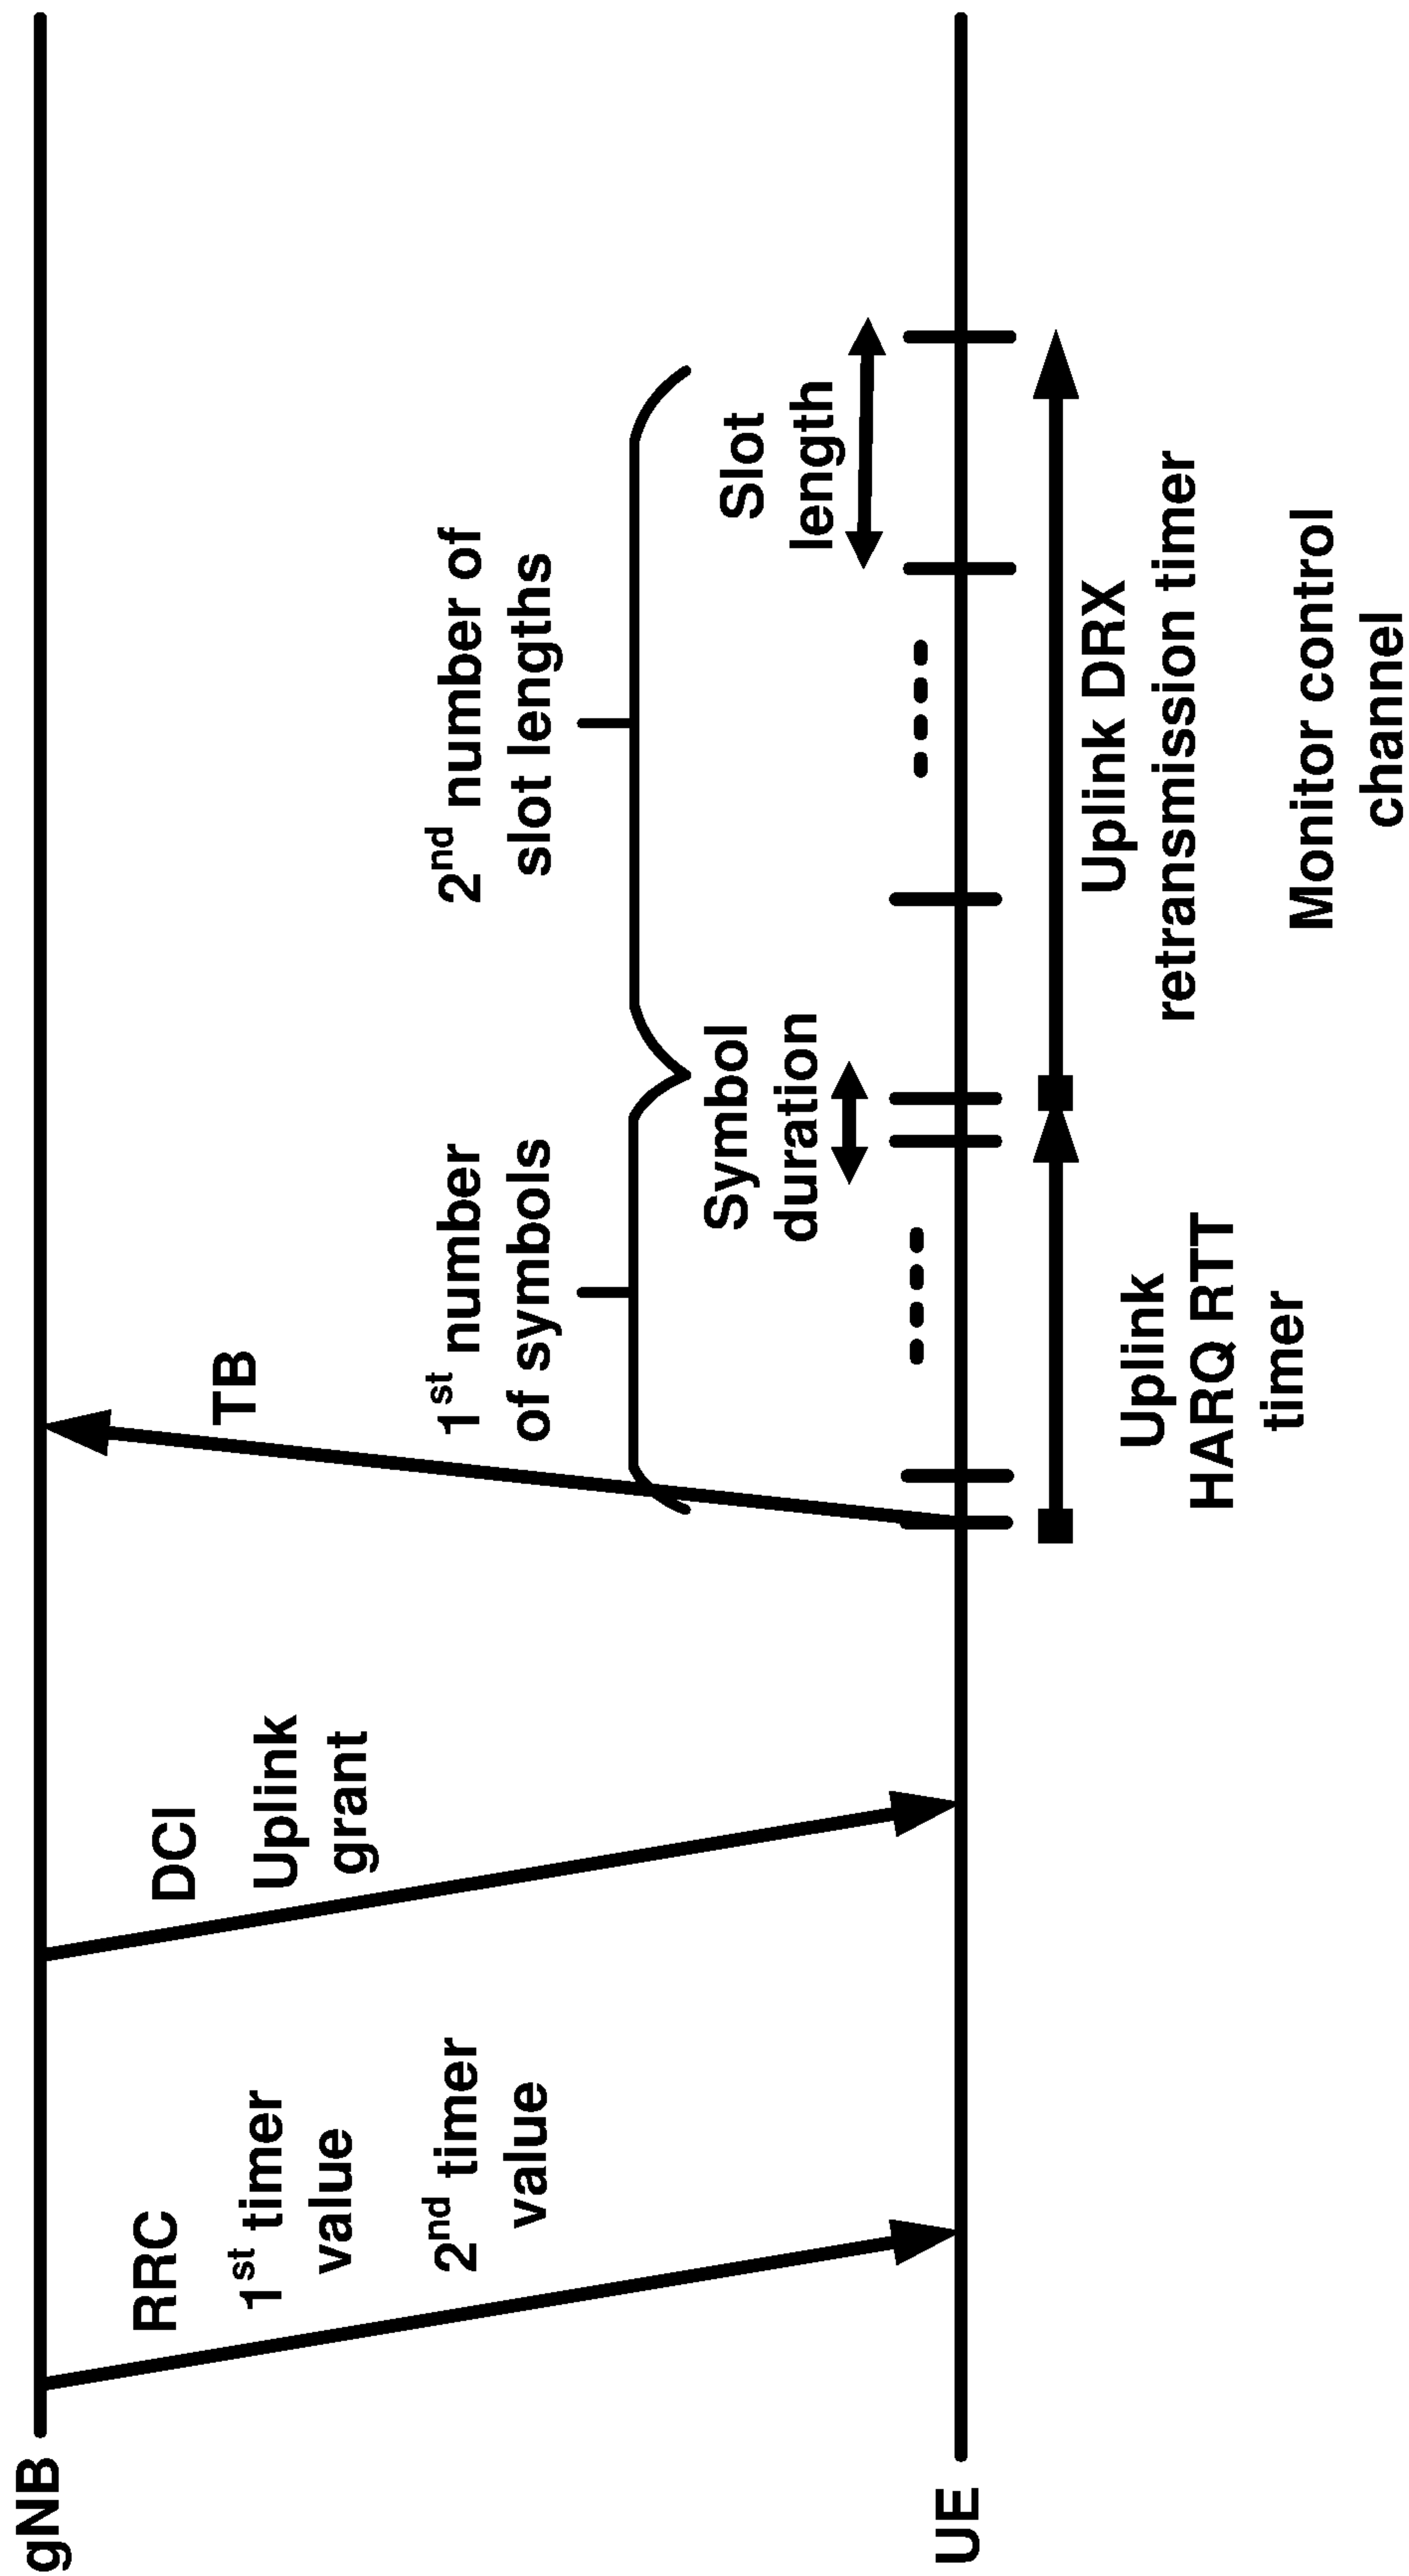 gNB
RRC
1st timer
value
2nd timer
value
DCI
Uplink
grant
TB
1st number
of symbols
2nd number of
slot lengths
Symbol
duration
Slot
length
UE
Uplink
HARQ RTT
timer
Uplink DRX
retransmission timer
Monitor control
channel